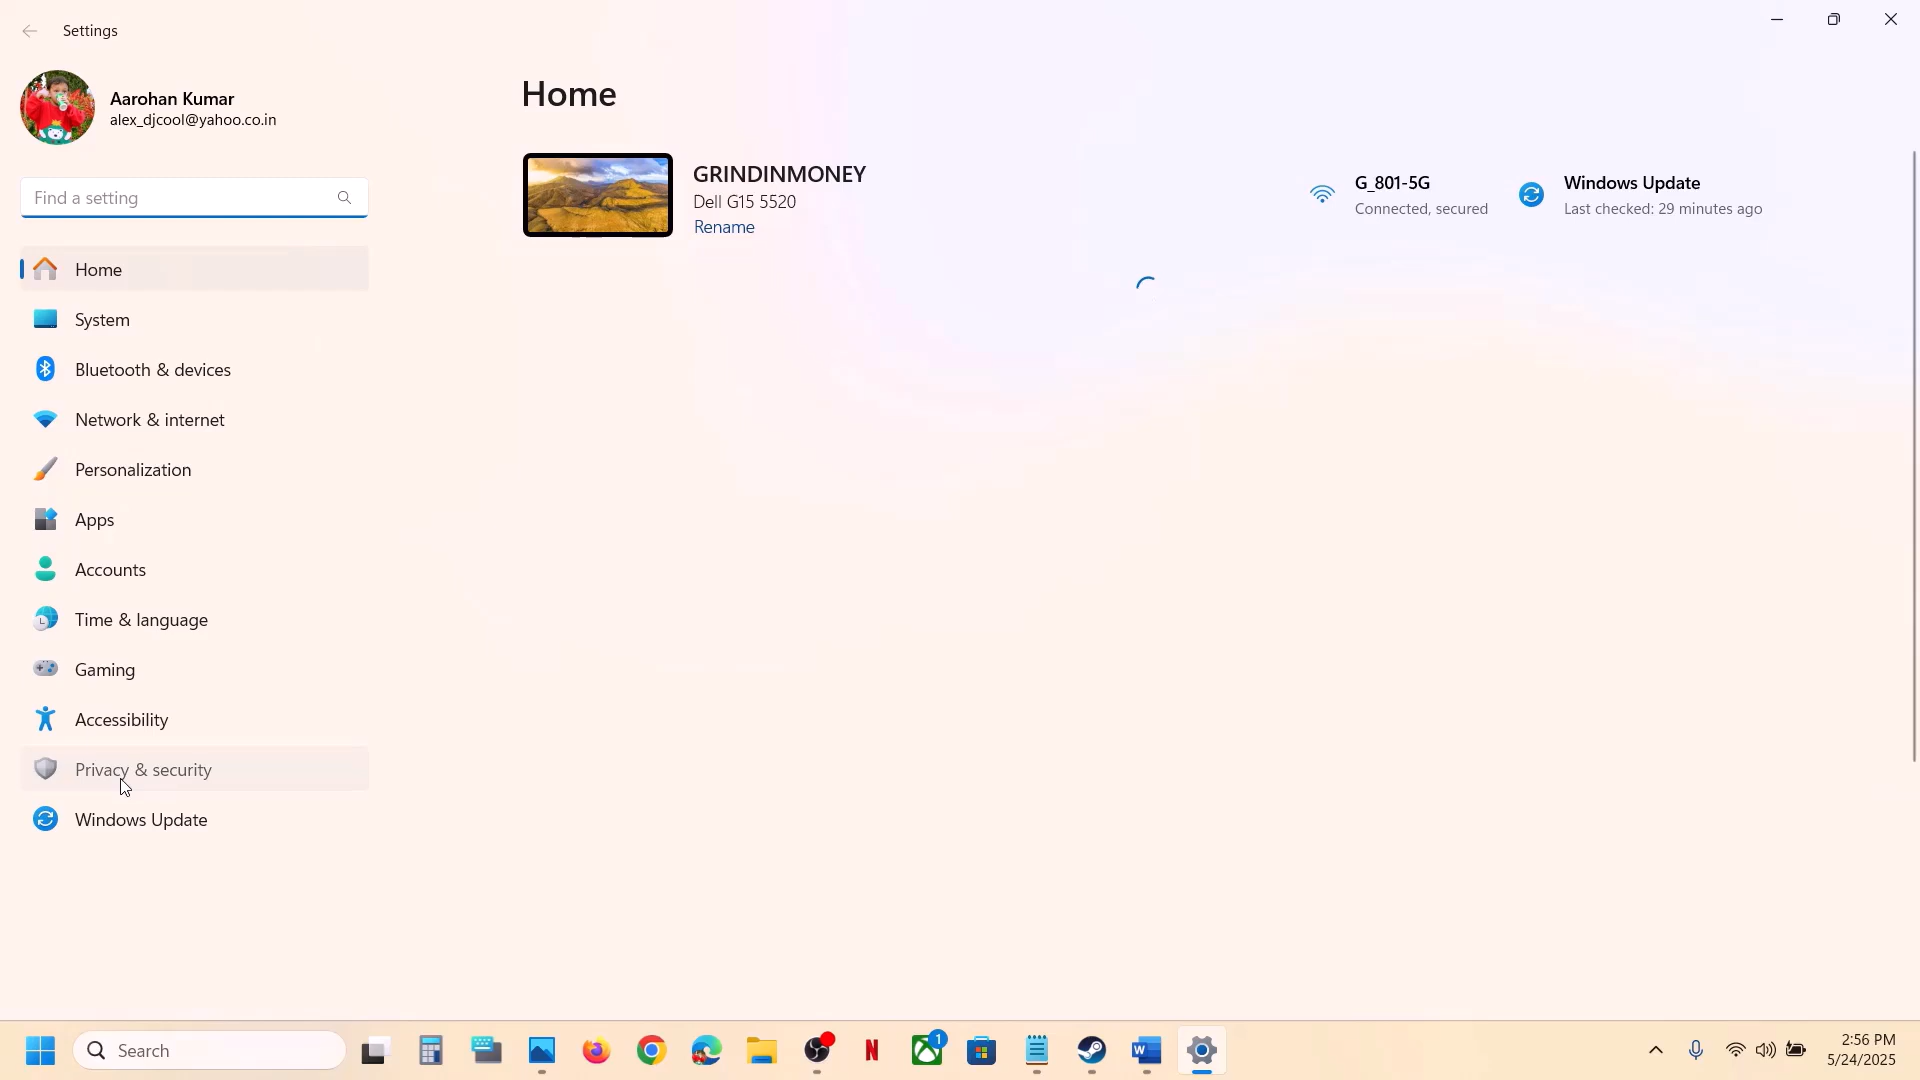 Settings
Aarohan Kumar
alex_djcool@yahoo.co.in
Find a setting
Home
System
Bluetooth & devices
Network & internet
Personalization
Apps
Accounts
Time & language
Gaming
Accessibility
Privacy & security
Windows Update
Home
GRINDINMONEY
Dell G15 5520
Rename
G_801-5G
Connected, secured
Windows Update
Last checked: 29 minutes ago
Search
N
1
W
2:56 PM
5/24/2025